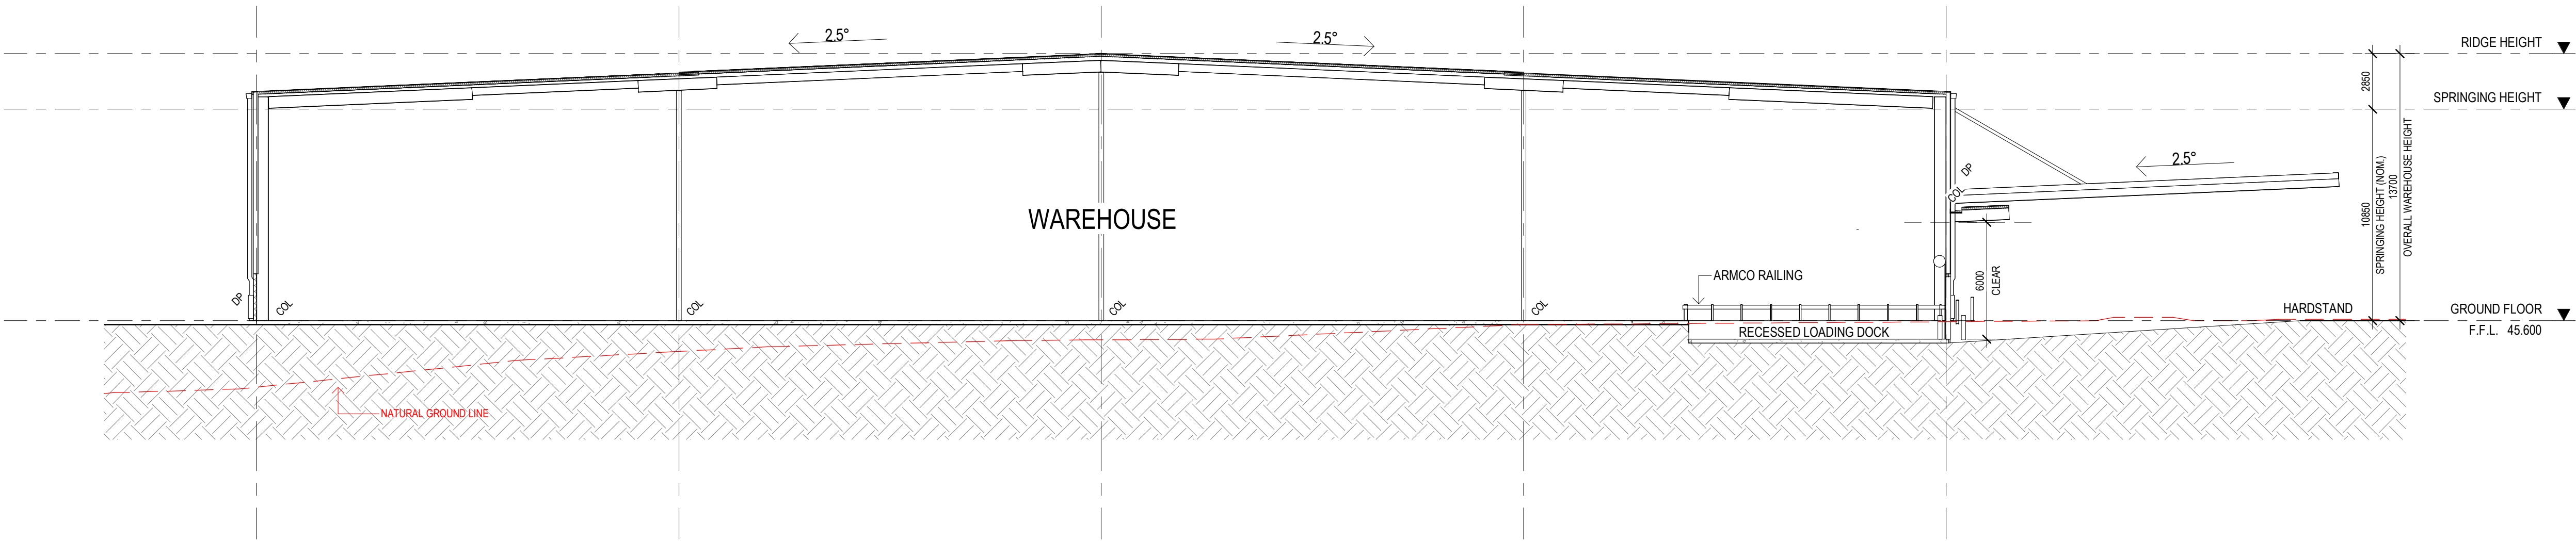 2.5°
2.5°
RIDGE HEIGHT
2850
SPRINGING HEIGHT
2.5°
DP
COL
WAREHOUSE
10850
SPRINGING HEIGHT (NOM.)
13700
OVERALL WAREHOUSE HEIGHT
ARMCO RAILING
6000
CLEAR
DP
COL
COL
COL
COL
HARDSTAND
GROUND FLOOR
F.F.L. 45.600
RECESSED LOADING DOCK
NATURAL GROUND LINE